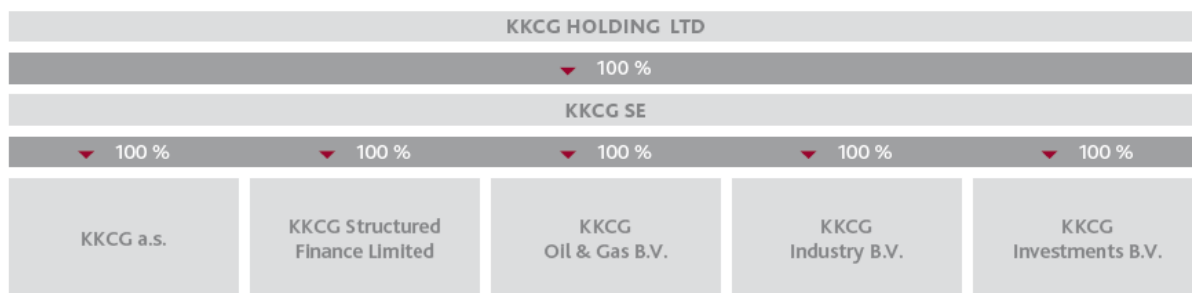 KKCG HOLDING LTD
100 %
KKCG SE
100 % 100 % 100 % 100 % 100 %
KKCG a.s.
KKCG Structured
Finance Limited
KKCG
Oil & Gas B.V.
KKCG
Industry B.V.
KKCG
Investments B.V.